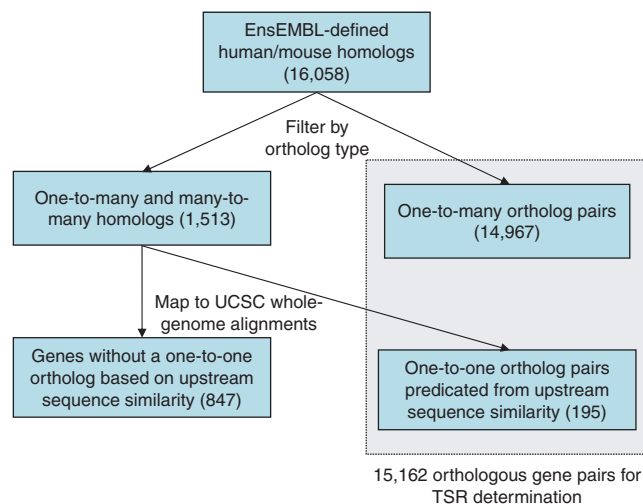 EnsEMBL-defined
human/mouse homologs
(16,058)
Filter by
ortholog type
One-to-many and many-to-
many homologs (1,513)
One-to-many ortholog pairs
(14,967)
Map to UCSC whole-
genome alignments
Genes without a one-to-one
ortholog based on upstream
sequence similarity (847)
One-to-one ortholog pairs
predicated from upstream
sequence similarity (195)
15,162 orthologous gene pairs for
TSR determination